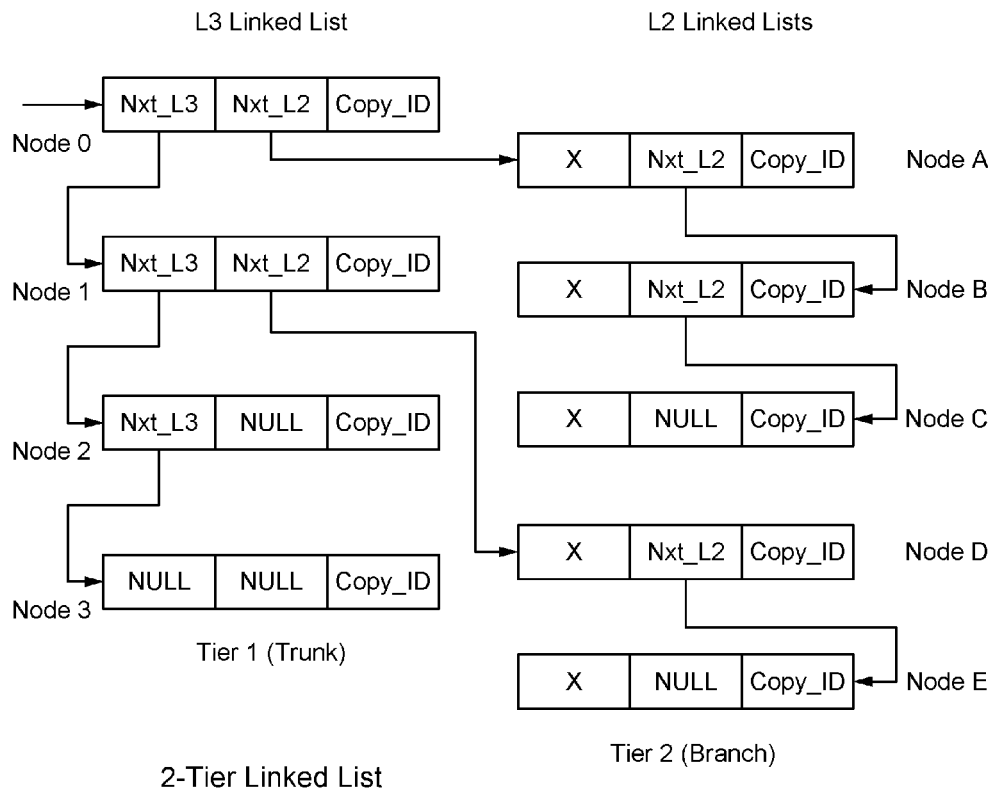 L3 Linked List
L2 Linked Lists
Nxt_L3 Nxt_L2 Copy_ID
Node 0
X Nxt_L2 Copy_ID Node A
Nxt_L3 Nxt_L2 Copy_ID
Node 1
X Nxt_L2 Copy_ID Node B
Nxt_L3 NULL Copy_ID
Node 2
X NULL Copy_ID Node C
X Nxt_L2 Copy_ID Node D
NULL NULL Copy_ID
Node 3
Tier 1 (Trunk)
X NULL Copy_ID Node E
Tier 2 (Branch)
2-Tier Linked List